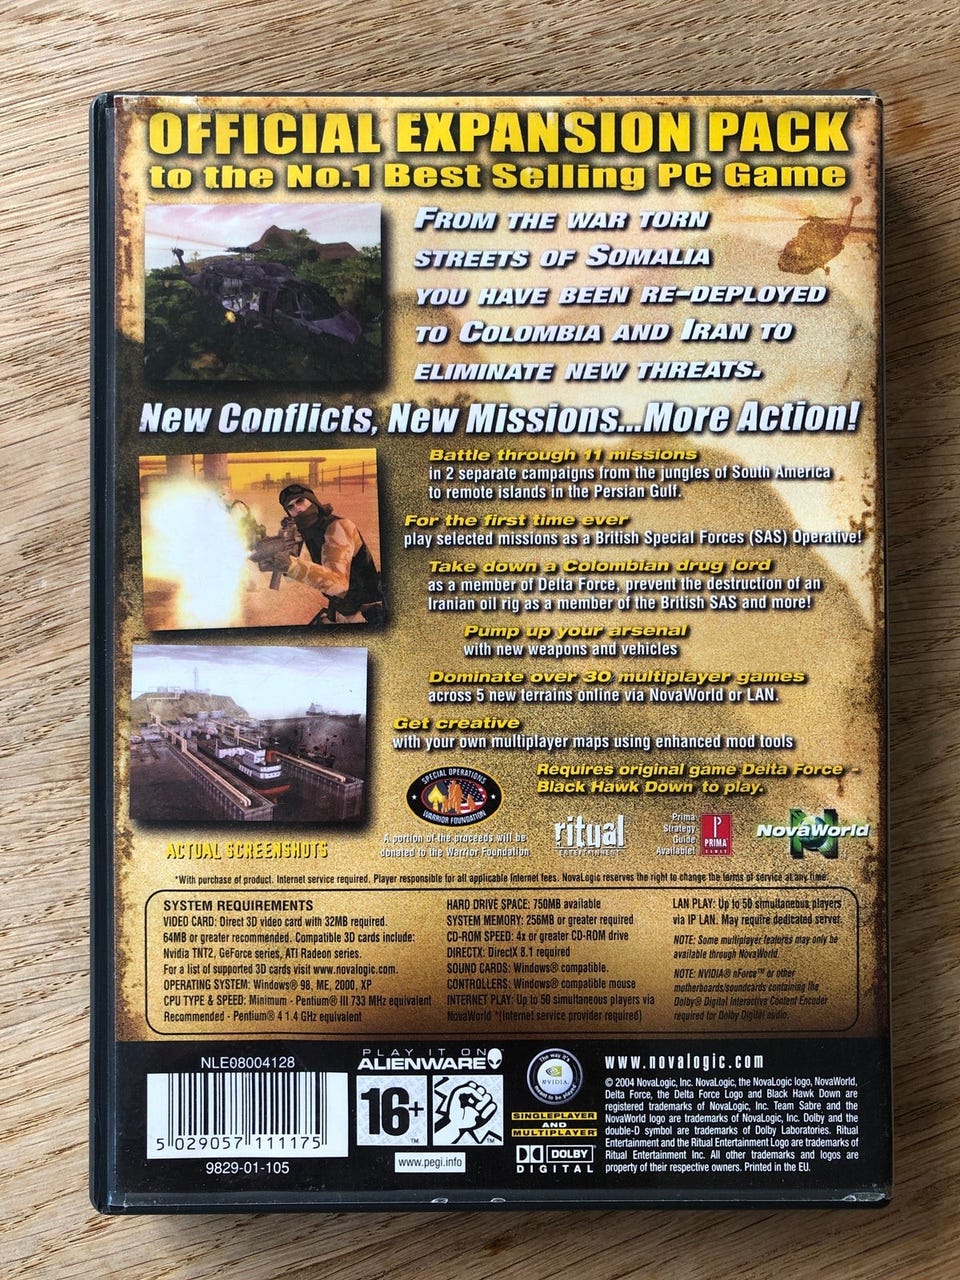 OFFICIAL EXPANSION PACK
to the No.1 Best Selling PC Game
FROM THE WAR TORN
STREETS OF SOMALIA
YOU HAVE BEEN RE-DEPLOYED
TO COLOMBIA AND IRAN TO
ELIMINATE NEW THREATS.
New Conflicts, New Missions...More Action!
Battle through 11 missions
in 2 separate campaigns from the jungles of South America
to remote islands in the Persian Gulf.
For the first time ever
play selected missions as a British Special Forces (SAS) Operative!
Take down a Colombian drug lord
as a member of Delta Force, prevent the destruction of an
Iranian oil rig as a member of the British SAS and more!
Pump up your arsenal
with new weapons and vehicles
Dominate over 30 multiplayer games
across 5 new terrains online via NovaWorld or LAN.
Get creative
with your own multiplayer maps using enhanced mod tools
Requires original game Delta Force -
Black Hawk Down to play.
ACTUAL SCREENSHOTS
SPECIAL OPERATIONS
WARRIOR FOUNDATION
A portion of the proceeds will be
donated to the Warrior Foundation
ritual
ENTERTAINMENT
Prima
Strategy
Guide
Available!
P
PRIMA
GAMES
NovaWorld
*With purchase of product. Internet service required. Player responsible for all applicable Internet fees. NovaLogic reserves the right to change the terms of service at any time.
SYSTEM REQUIREMENTS
VIDEO CARD: Direct 3D video card with 32MB required.
64MB or greater recommended. Compatible 3D cards include:
Nvidia TNT2, GeForce series, ATI Radeon series.
For a list of supported 3D cards visit www.novalogic.com.
OPERATING SYSTEM: Windows® 98, ME, 2000, XP
CPU TYPE & SPEED: Minimum - Pentium® III 733 MHz equivalent
Recommended - Pentium® 4 1.4 GHz equivalent
HARD DRIVE SPACE: 750MB available
SYSTEM MEMORY: 256MB or greater required
CD-ROM SPEED: 4x or greater CD-ROM drive
DIRECTX: DirectX 8.1 required
SOUND CARDS: Windows® compatible.
CONTROLLERS: Windows® compatible mouse
INTERNET PLAY: Up to 50 simultaneous players via
NovaWorld *(Internet service provider required)
LAN PLAY: Up to 50 simultaneous players
via IP LAN. May require dedicated server.
NOTE: Some multiplayer features may only be
available through NovaWorld.
NOTE: NVIDIA® nForce™ or other
motherboards/soundcards containing the
Dolby® Digital Interactive Content Encoder
required for Dolby Digital audio.
NLE08004128
5 029057 111175
9829-01-105
PLAY IT ON
ALIENWARE
16+
TM
TM
www.pegi.info
The way it's
NVIDIA.
meant to be played
SINGLEPLAYER
AND
MULTIPLAYER
DOLBY
DIGITAL
www.novalogic.com
© 2004 NovaLogic, Inc. NovaLogic, the NovaLogic logo, NovaWorld,
Delta Force, the Delta Force Logo and Black Hawk Down are
registered trademarks of NovaLogic, Inc. Team Sabre and the
NovaWorld logo are trademarks of NovaLogic, Inc. Dolby and the
double-D symbol are trademarks of Dolby Laboratories. Ritual
Entertainment and the Ritual Entertainment Logo are trademarks of
Ritual Entertainment Inc. All other trademarks and logos are
property of their respective owners. Printed in the EU.